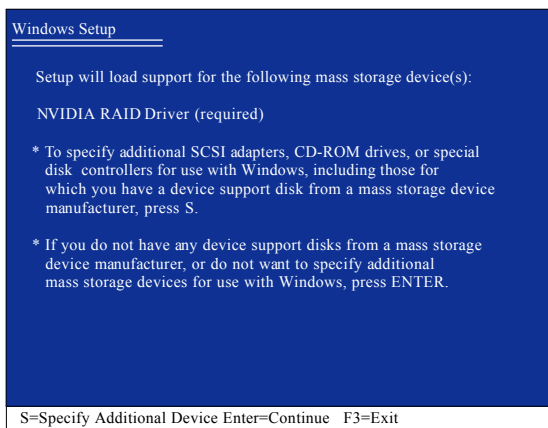 Windows Setup
Setup will load support for the following mass storage device(s):
NVIDIA RAID Driver (required)
* To specify additional SCSI adapters, CD-ROM drives, or special
disk controllers for use with Windows, including those for
which you have a device support disk from a mass storage device
manufacturer, press S.
* If you do not have any device support disks from a mass storage
device manufacturer, or do not want to specify additional
mass storage devices for use with Windows, press ENTER.
S=Specify Additional Device Enter=Continue F3=Exit